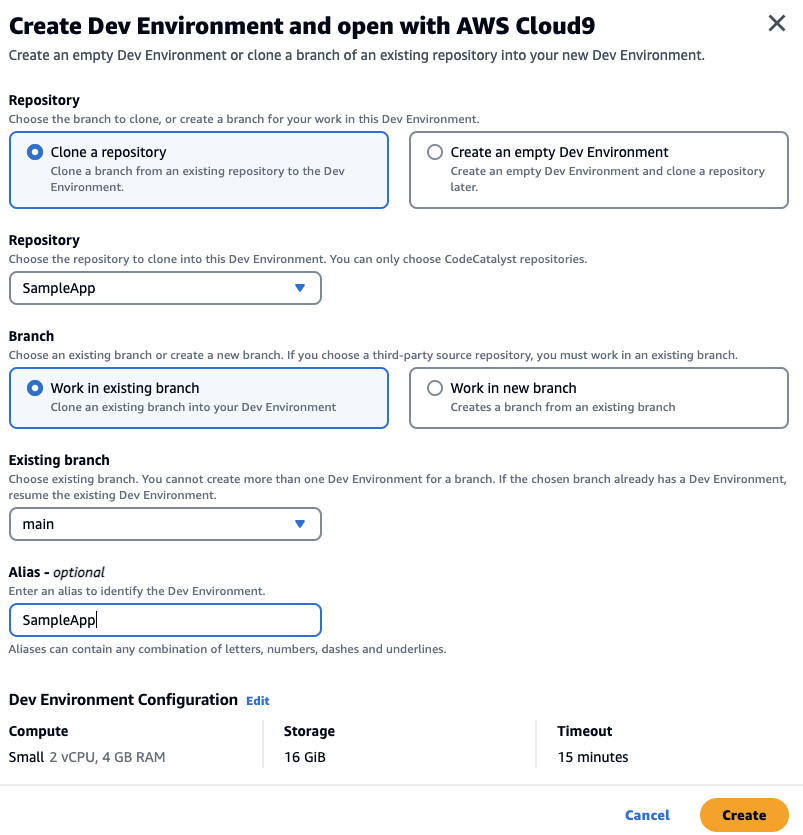 Create Dev Environment and open with AWS Cloud9
Create an empty Dev Environment or clone a branch of an existing repository into your new Dev Environment.
Repository
Choose the branch to clone, or create a branch for your work in this Dev Environment.
Clone a repository
Clone a branch from an existing repository to the Dev
Environment.
Create an empty Dev Environment
Create an empty Dev Environment and clone a repository
later.
Repository
Choose the repository to clone into this Dev Environment. You can only choose CodeCatalyst repositories.
SampleApp
Branch
Choose an existing branch or create a new branch. If you choose a third-party source repository, you must work in an existing branch.
Work in existing branch
Clone an existing branch into your Dev Environment
Work in new branch
Creates a branch from an existing branch
Existing branch
Choose existing branch. You cannot create more than one Dev Environment for a branch. If the chosen branch already has a Dev Environment,
resume the existing Dev Environment.
main
Alias - optional
Enter an alias to identify the Dev Environment.
SampleApp
Aliases can contain any combination of letters, numbers, dashes and underlines.
Dev Environment Configuration Edit
Compute
Small 2 vCPU, 4 GB RAM
Storage
16 GiB
Timeout
15 minutes
Cancel
Create